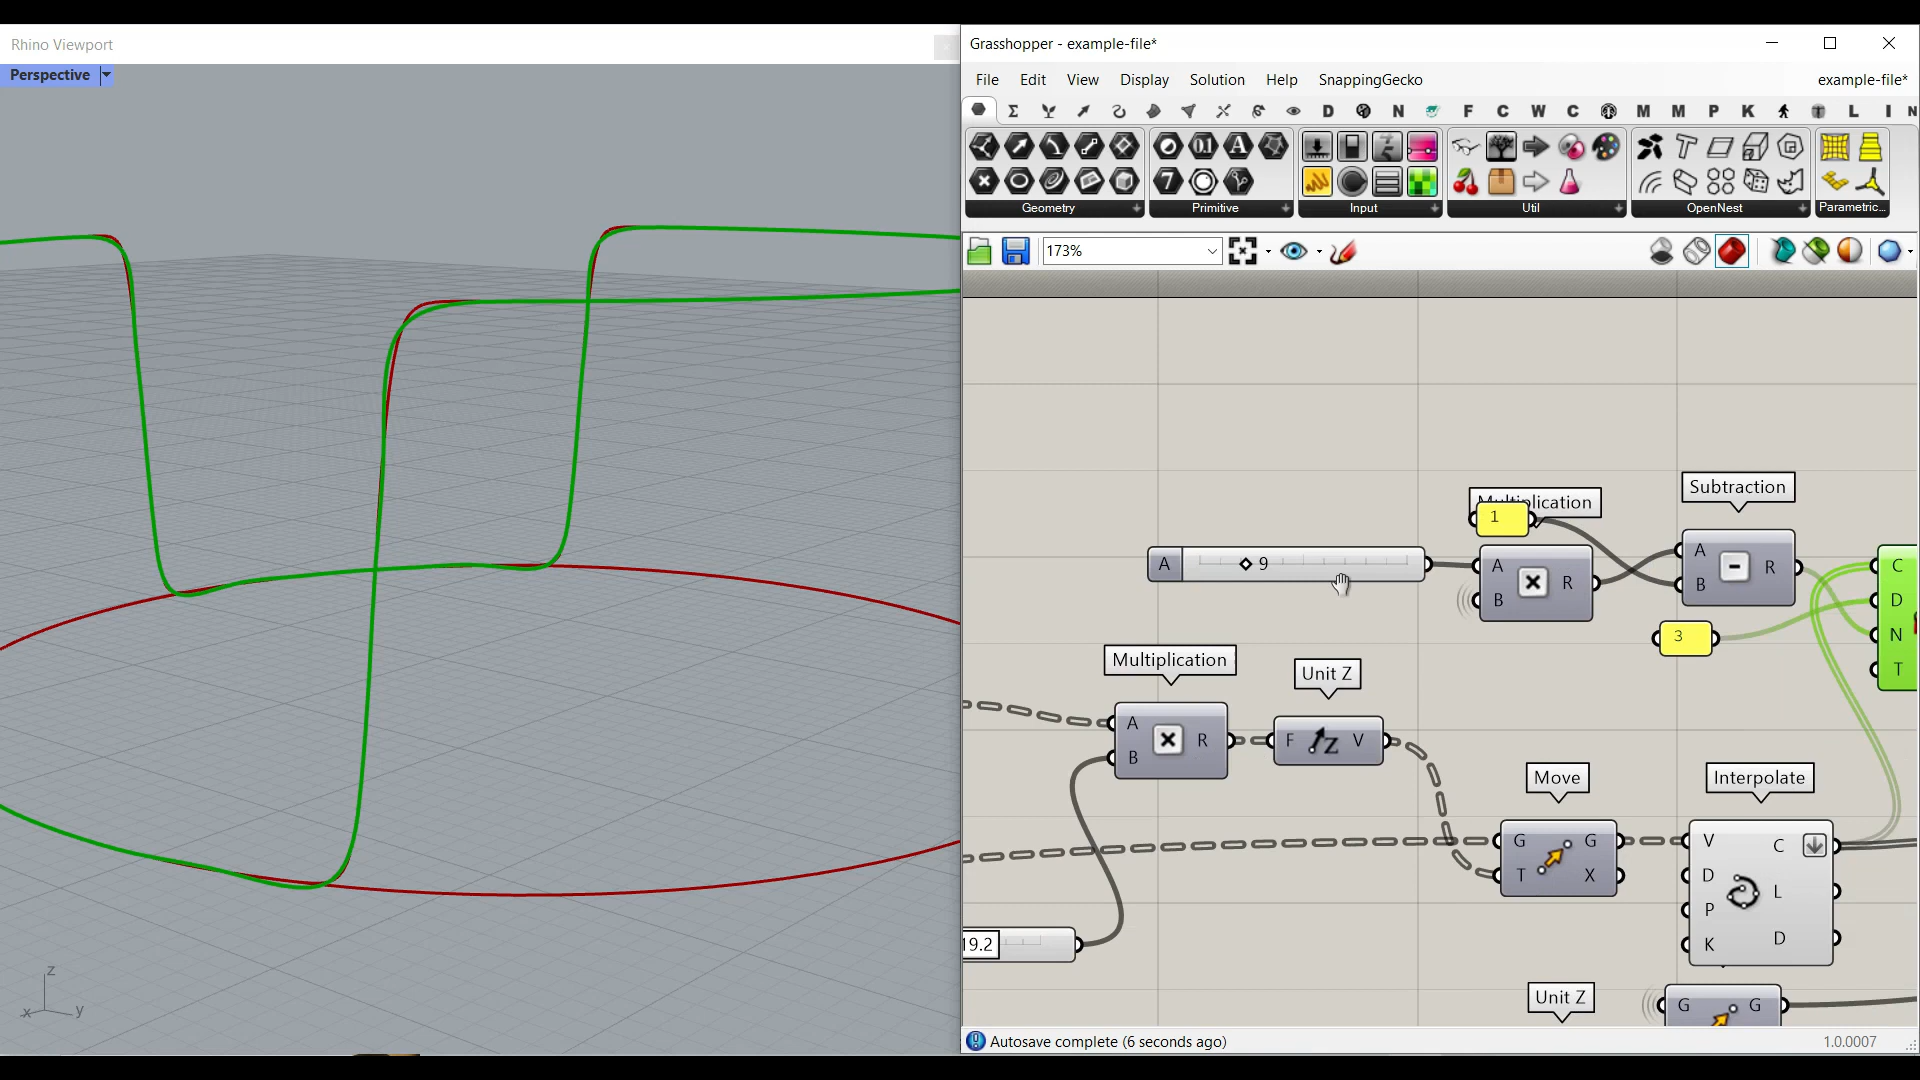 Rhino Viewport
Perspective
z
x
y
Grasshopper - example-file*
File Edit View Display Solution Help SnappingGecko example-file*
D N F C W C M M P K L I N
Geometry Primitive Input Util OpenNest Parametric...
173%
Subtraction
Multiplication
1
A 9
A
B
R
A
B
R
3
C
D
N
T
Multiplication
Unit Z
A
B
R
F V
Move
Interpolate
G G
T X
V C
D
P L
K D
19.2
Unit Z
G G
Autosave complete (6 seconds ago)
1.0.0007